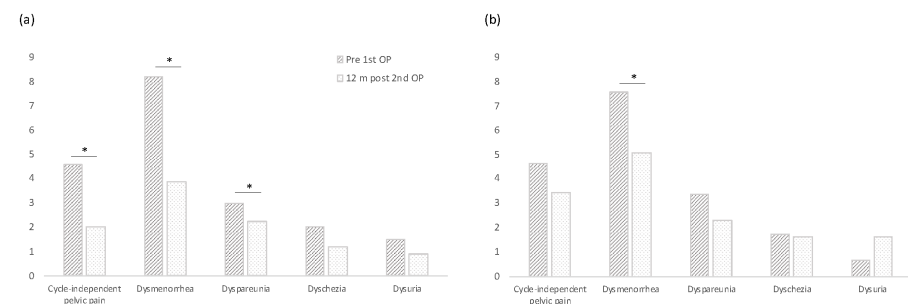 (a)
9
8
7
6
5
4
3
2
1
0
*
*
*
Pre 1st OP
12 m post 2nd OP
Cycle-independent
pelvic pain
Dysmenorrhea
Dyspareunia
Dyschezia
Dysuria
(b)
9
8
7
6
5
4
3
2
1
0
*
Cycle-independent
pelvic pain
Dysmenorrhea
Dyspareunia
Dyschezia
Dysuria